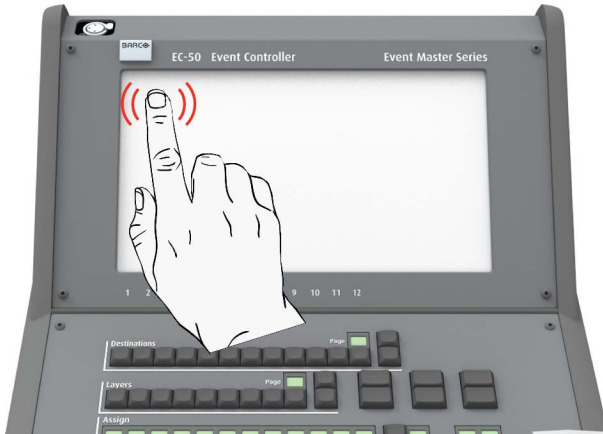 BARCO
EC-50 Event Controller Event Master Series
1 2 9 10 11 12
Destinations Page
Layers Page
Assign